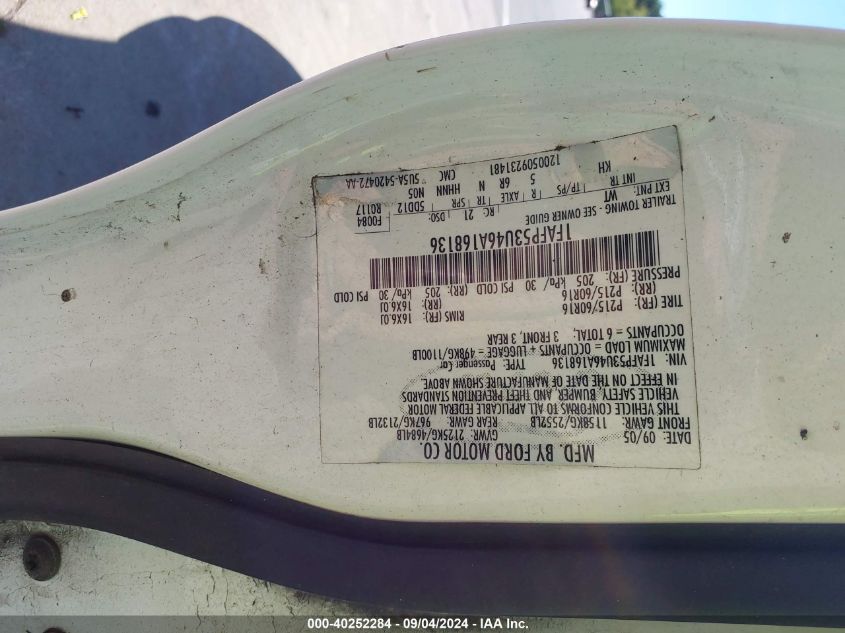 MFD. BY FORD MOTOR CO.
DATE: 09/05 GVWR: 2125KG/4684LB
FRONT GAWR: 1158KG/2552LB REAR GAWR: 967KG/2132LB
THIS VEHICLE CONFORMS TO ALL APPLICABLE FEDERAL MOTOR
VEHICLE SAFETY, BUMPER, AND THEFT PREVENTION STANDARDS
IN EFFECT ON THE DATE OF MANUFACTURE SHOWN ABOVE.
VIN: 1FAFP53U46A168136 TYPE: Passenger Car
MAXIMUM LOAD = OCCUPANTS + LUGGAGE = 498KG/1100LB
OCCUPANTS = 6 TOTAL; 3 FRONT, 3 REAR
TIRE (FR) P215/60R16 RIMS (FR): 16X6.0J
(RR): P215/60R16 (RR): 16X6.0J
PRESSURE (FR) 205 kPa/ 30 PSI COLD (RR): 205 kPa/ 30 PSI COLD
1FAFP53U46A168136
TRAILER TOWING - SEE OWNER GUIDE
EXT PNT: WT RC: 21 DSO: F0084
INT TR TP/PS R AXLE TR SPR 5DD12 R0117
KH 5 6R N HHNN N05
1200509231481 CMC 5U5A-5420472-AA
000-40252284 - 09/04/2024 - IAA Inc.